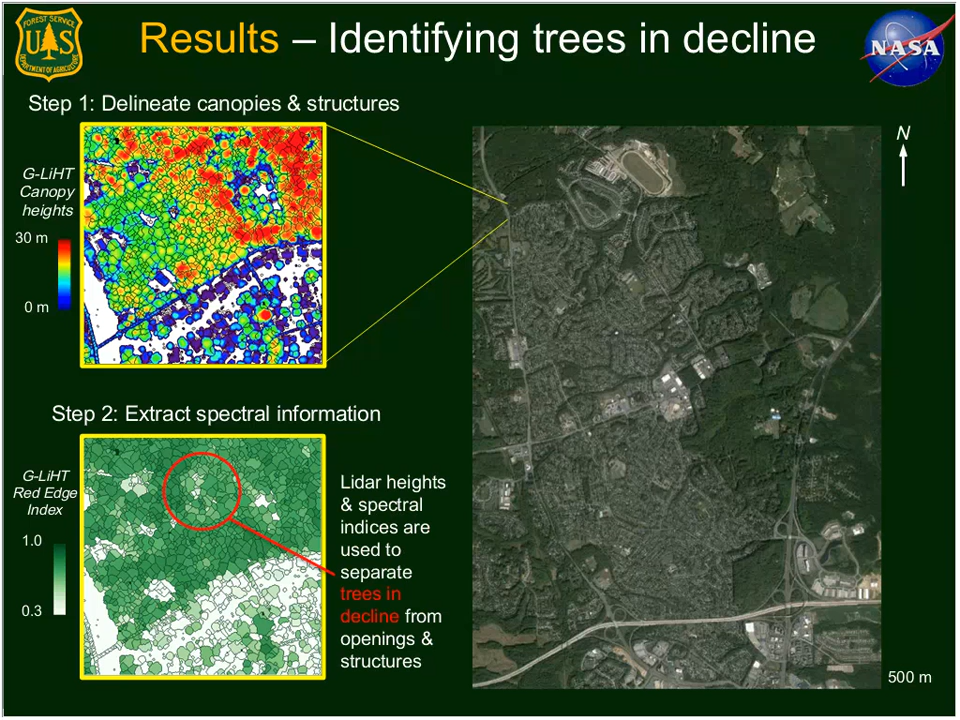 FOREST SERVICE
U S
DEPARTMENT OF AGRICULTURE
Results – Identifying trees in decline
NASA
Step 1: Delineate canopies & structures
G-LiHT
Canopy
heights
30 m
0 m
N
Step 2: Extract spectral information
G-LiHT
Red Edge
Index
1.0
0.3
Lidar heights
& spectral
indices are
used to
separate
trees in
decline from
openings &
structures
500 m